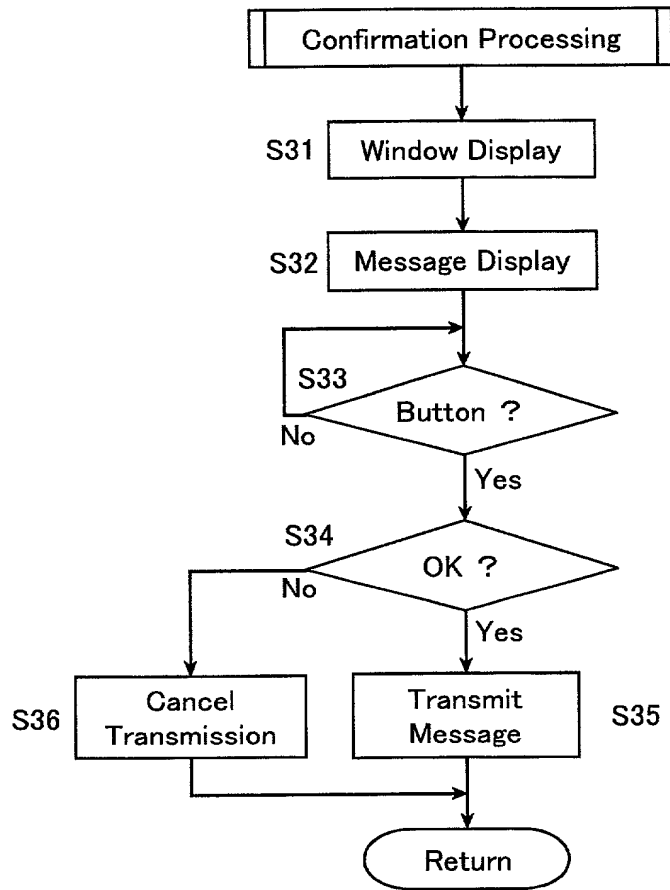 Confirmation Processing
S31
Window Display
S32
Message Display
S33
Button ?
No
Yes
S34
OK ?
No
Yes
S36
Cancel
Transmission
Transmit
Message
S35
Return